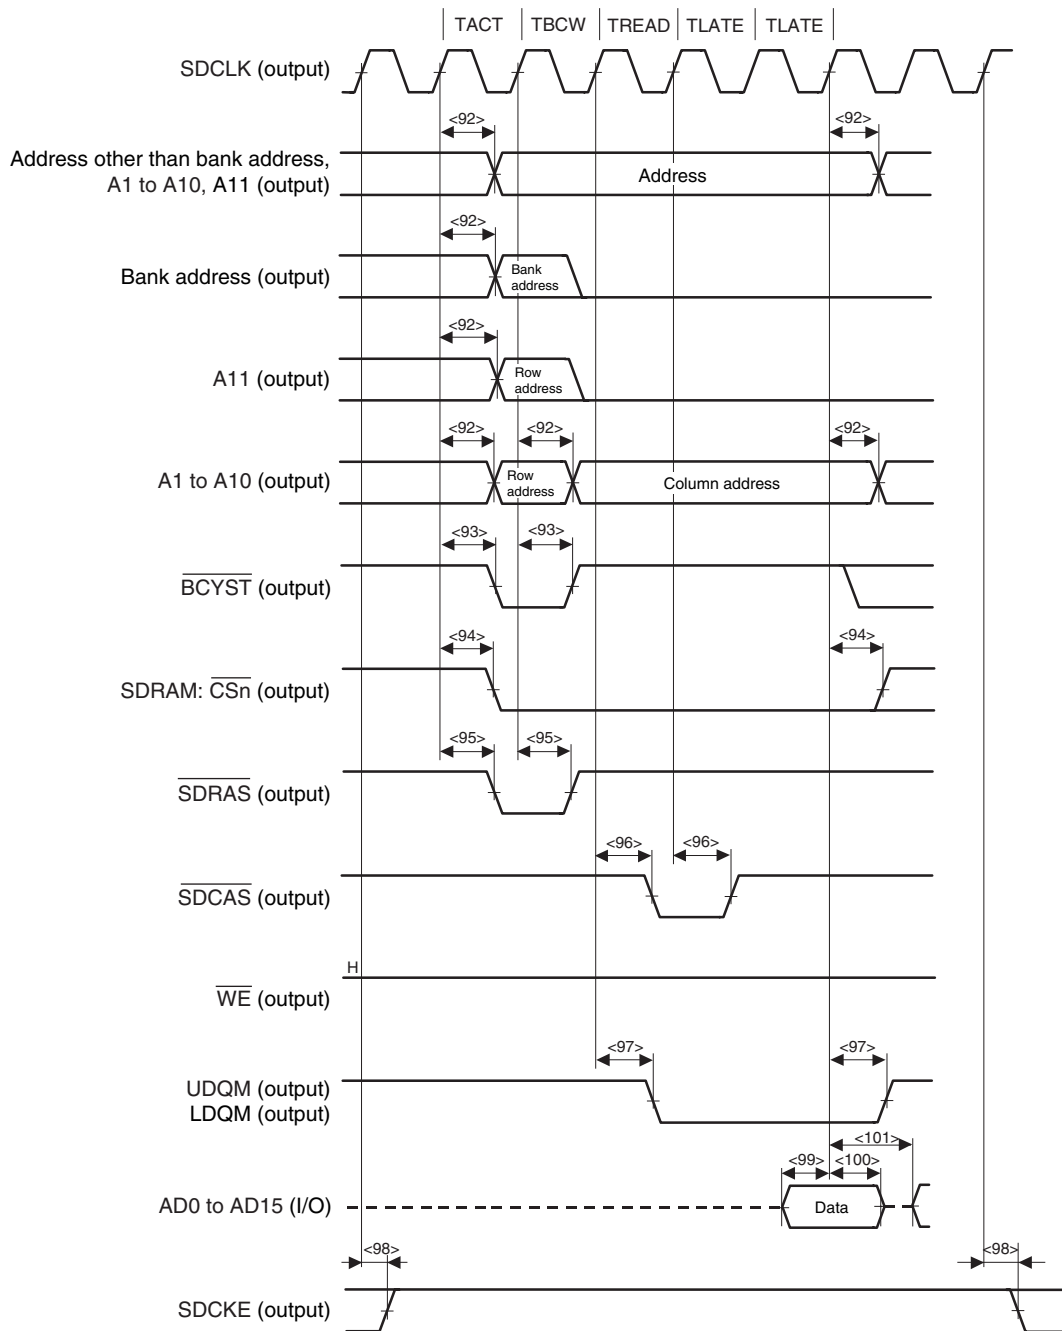 TACT TBCW TREAD TLATE TLATE
SDCLK (output)
<92> <92>
Address other than bank address,
A1 to A10, A11 (output)
Address
<92>
Bank address (output)
Bank
address
<92>
A11 (output)
Row
address
<92> <92> <92>
A1 to A10 (output)
Row
address
Column address
<93> <93>
BCYST (output)
<94> <94>
SDRAM: CSn (output)
<95> <95>
SDRAS (output)
<96> <96>
SDCAS (output)
H
WE (output)
<97> <97>
UDQM (output)
LDQM (output)
<101>
<99> <100>
AD0 to AD15 (I/O)
Data
<98> <98>
SDCKE (output)